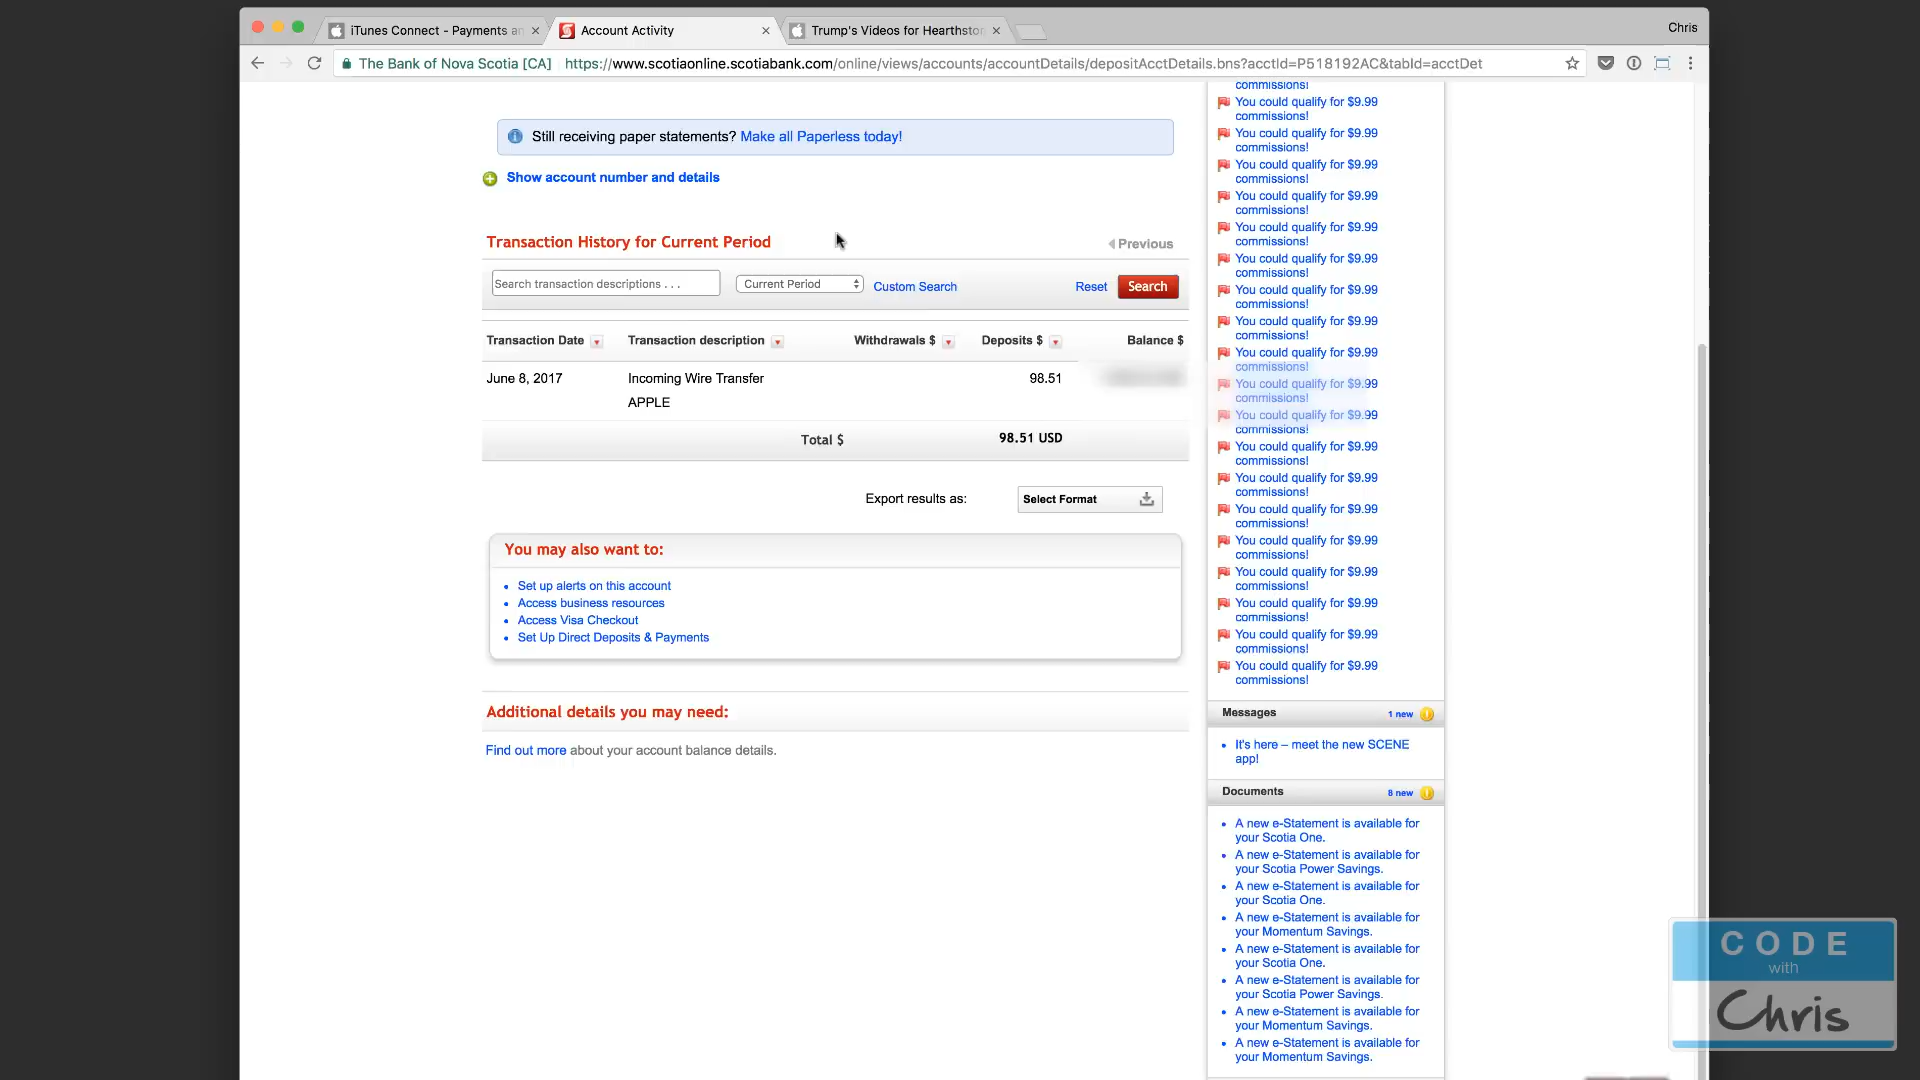 iTunes Connect - Payments an
Account Activity
Trump's Videos for Hearthston
Chris
The Bank of Nova Scotia [CA]
https://www.scotiaonline.scotiabank.com/online/views/accounts/accountDetails/depositAcctDetails.bns?acctId=P518192AC&tabId=acctDet
Still receiving paper statements? Make all Paperless today!
Show account number and details
Transaction History for Current Period
Previous
Search transaction descriptions . . .
Current Period
Custom Search
Reset
Search
Transaction Date
Transaction description
Withdrawals $
Deposits $
Balance $
June 8, 2017
Incoming Wire Transfer
98.51
APPLE
Total $
98.51 USD
Export results as:
Select Format
You may also want to:
Set up alerts on this account
Access business resources
Access Visa Checkout
Set Up Direct Deposits & Payments
Additional details you may need:
Find out more about your account balance details.
commissions!
You could qualify for $9.99
commissions!
You could qualify for $9.99
commissions!
You could qualify for $9.99
commissions!
You could qualify for $9.99
commissions!
You could qualify for $9.99
commissions!
You could qualify for $9.99
commissions!
You could qualify for $9.99
commissions!
You could qualify for $9.99
commissions!
You could qualify for $9.99
commissions!
You could qualify for $9.99
commissions!
You could qualify for $9.99
commissions!
You could qualify for $9.99
commissions!
You could qualify for $9.99
commissions!
You could qualify for $9.99
commissions!
You could qualify for $9.99
commissions!
You could qualify for $9.99
commissions!
You could qualify for $9.99
commissions!
You could qualify for $9.99
commissions!
You could qualify for $9.99
commissions!
Messages
1 new
It's here – meet the new SCENE
app!
Documents
8 new
A new e-Statement is available for
your Scotia One.
A new e-Statement is available for
your Scotia Power Savings.
A new e-Statement is available for
your Scotia One.
A new e-Statement is available for
your Momentum Savings.
A new e-Statement is available for
your Scotia One.
A new e-Statement is available for
your Scotia Power Savings.
A new e-Statement is available for
your Momentum Savings.
A new e-Statement is available for
your Momentum Savings.
CODE
with
Chris